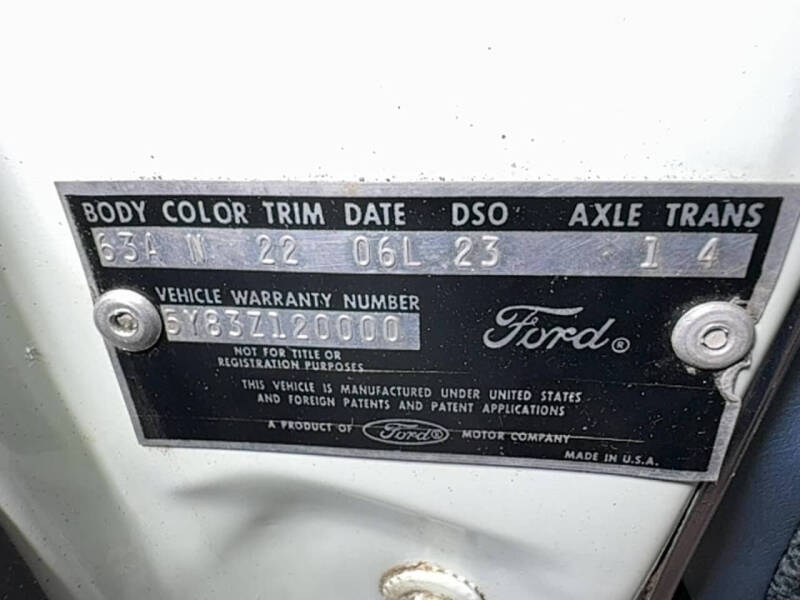 BODY COLOR TRIM DATE DSO AXLE TRANS
63A N 22 06L 23 1 4
VEHICLE WARRANTY NUMBER
5Y83Z120000
Ford®
NOT FOR TITLE OR
REGISTRATION PURPOSES
THIS VEHICLE IS MANUFACTURED UNDER UNITED STATES
AND FOREIGN PATENTS AND PATENT APPLICATIONS
A PRODUCT OF Ford® MOTOR COMPANY
MADE IN U.S.A.